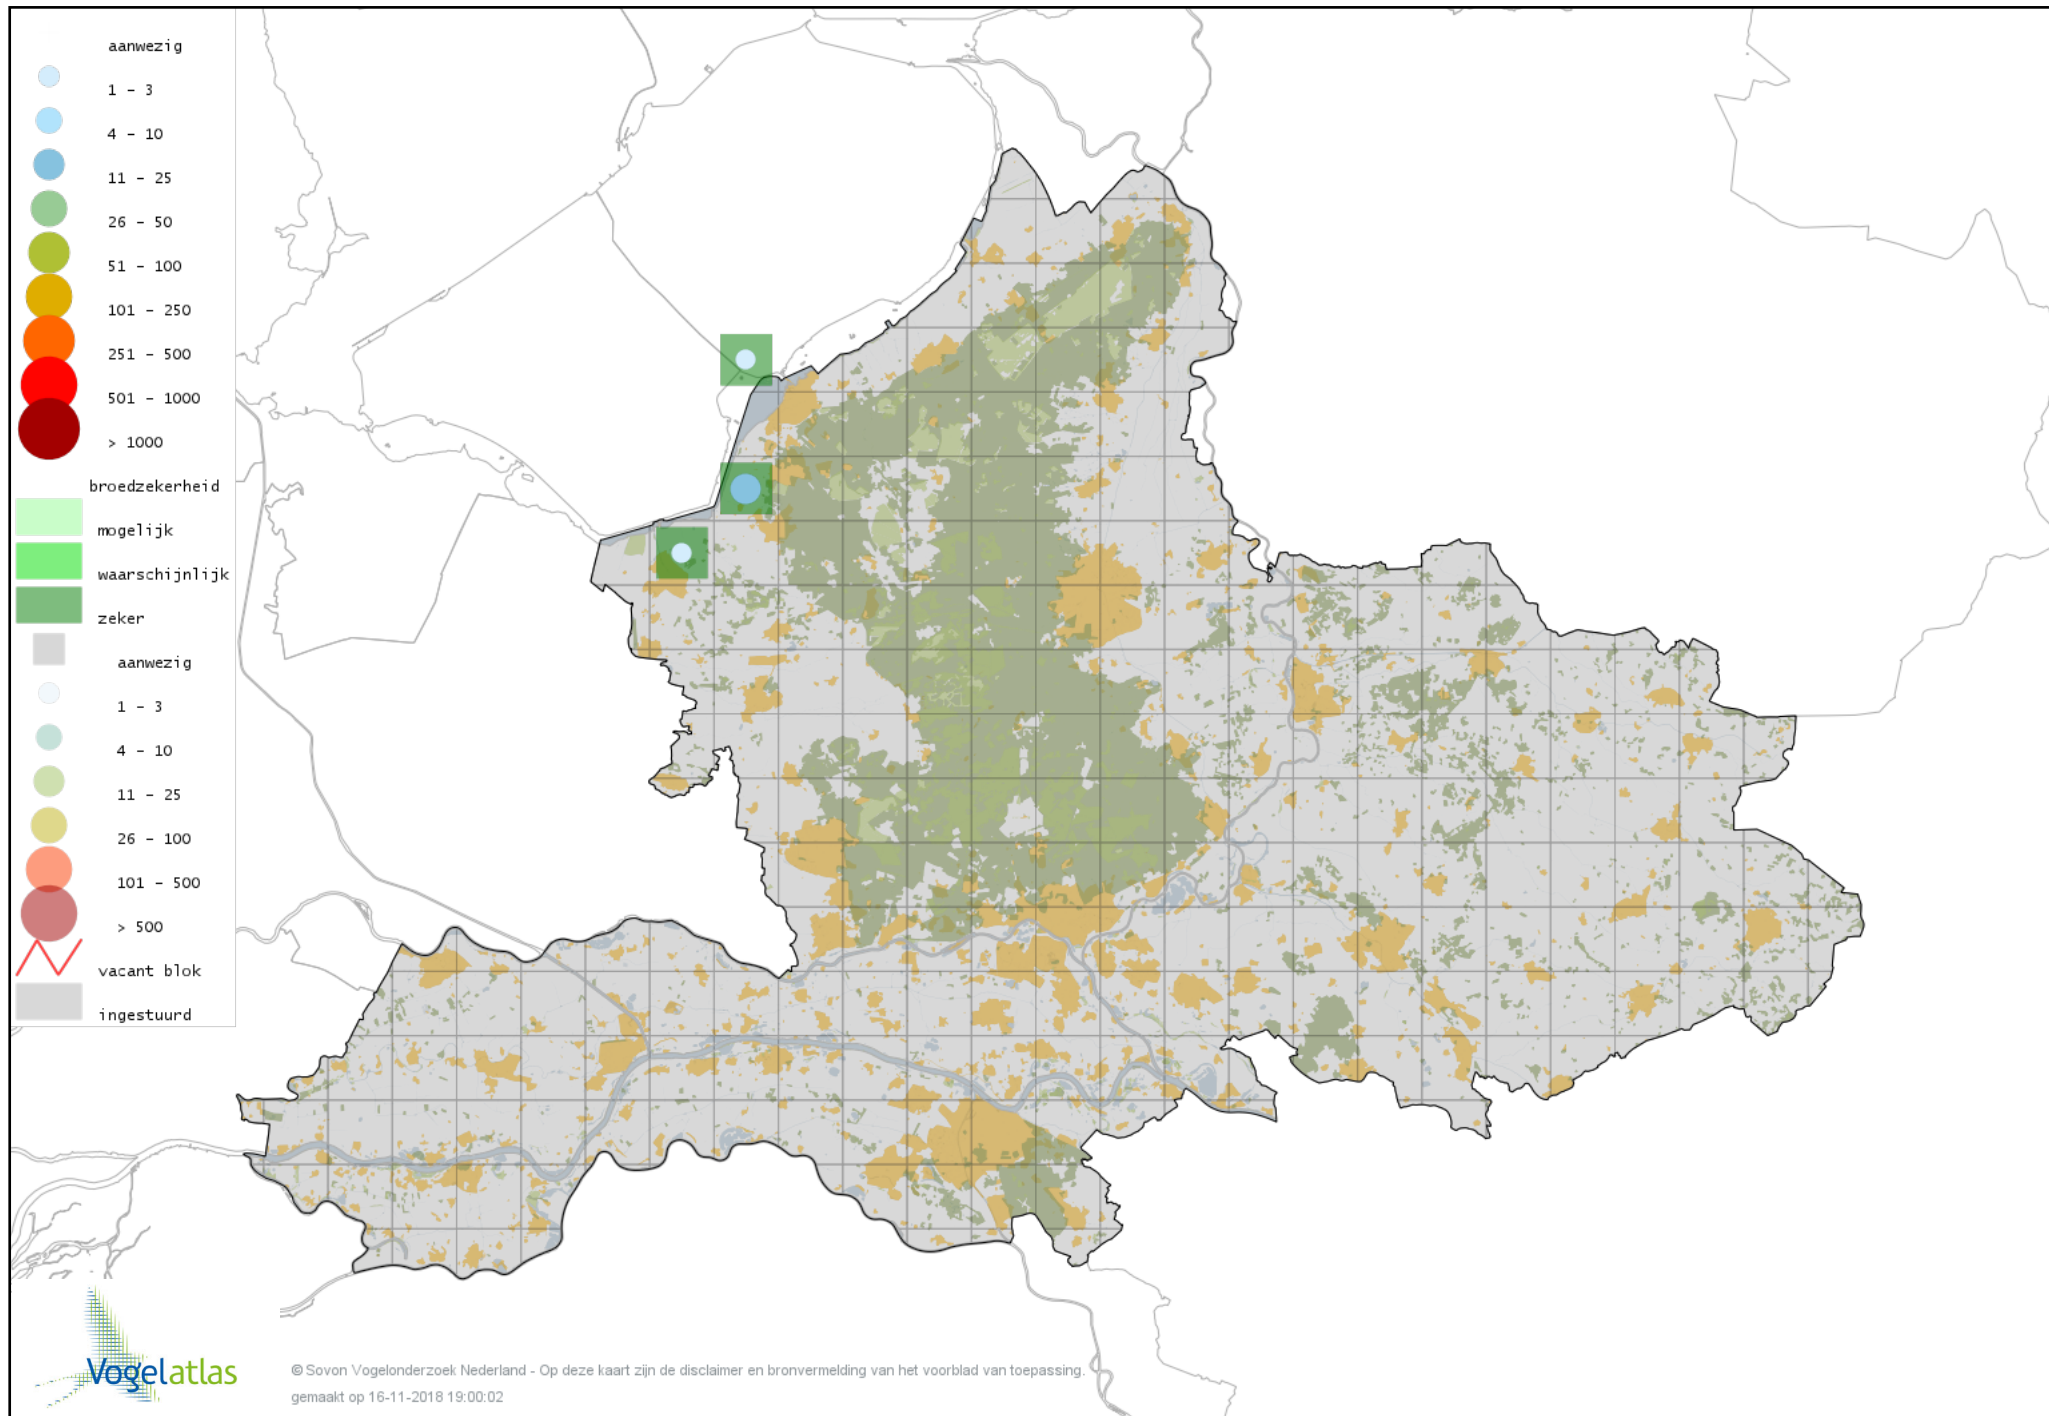 aanwezig
1 - 3
4 - 10
11 - 25
26 - 50
51 - 100
101 - 250
251 - 500
501 - 1000
> 1000
broedzekerheid
mogelijk
waarschijnlijk
zeker
aanwezig
1 - 3
4 - 10
11 - 25
26 - 100
101 - 500
> 500
vacant blok
ingestuurd
Vogelatlas
© Sovon Vogelonderzoek Nederland - Op deze kaart zijn de disclaimer en bronvermelding van het voorblad van toepassing.
gemaakt op 16-11-2018 19:00:02